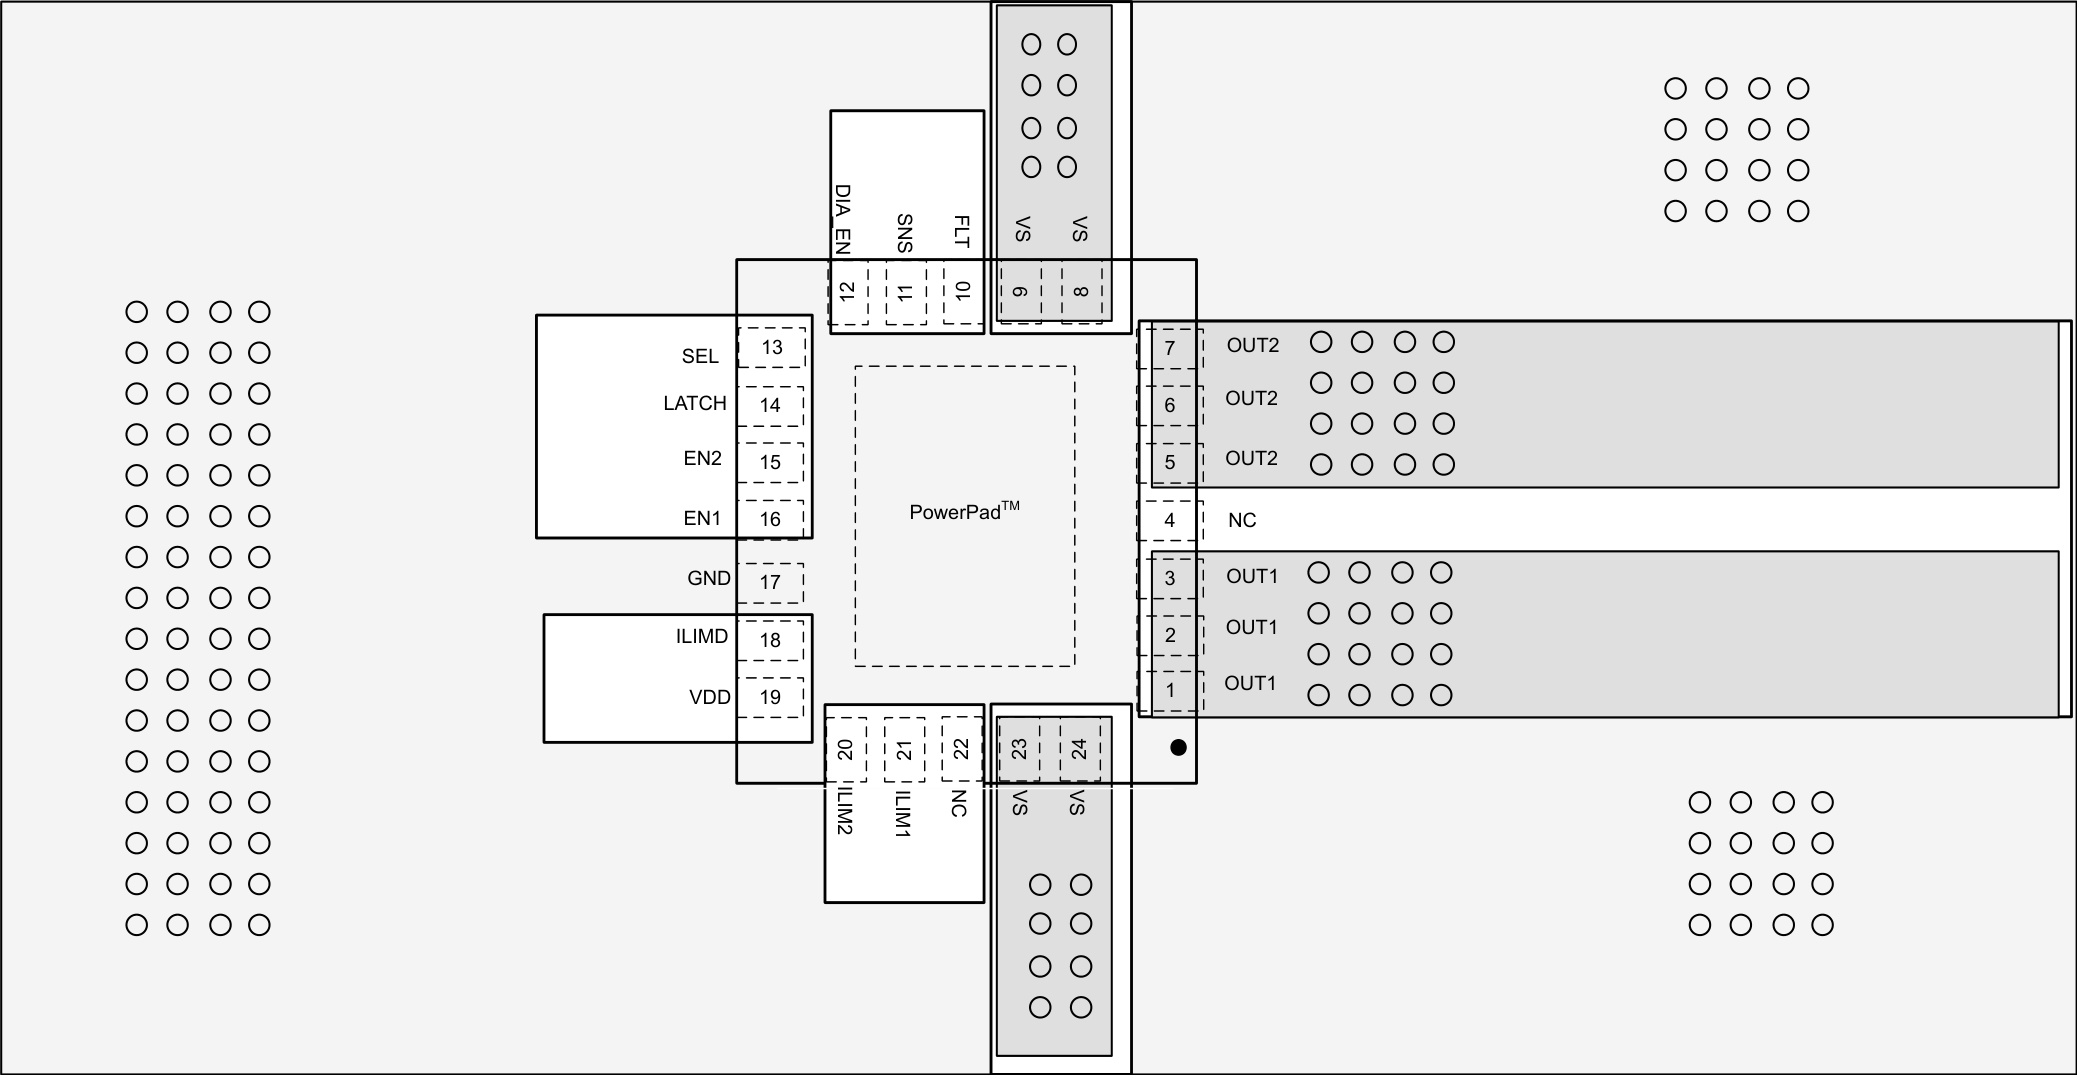 DIA_EN
SNS
FLT
VS
VS
12
11
10
9
8
SEL
13
LATCH
14
EN2
15
EN1
16
GND
17
ILIMD
18
VDD
19
PowerPad™
7
OUT2
6
OUT2
5
OUT2
4
NC
3
OUT1
2
OUT1
1
OUT1
20
21
22
23
24
ILIM2
ILIM1
NC
VS
VS